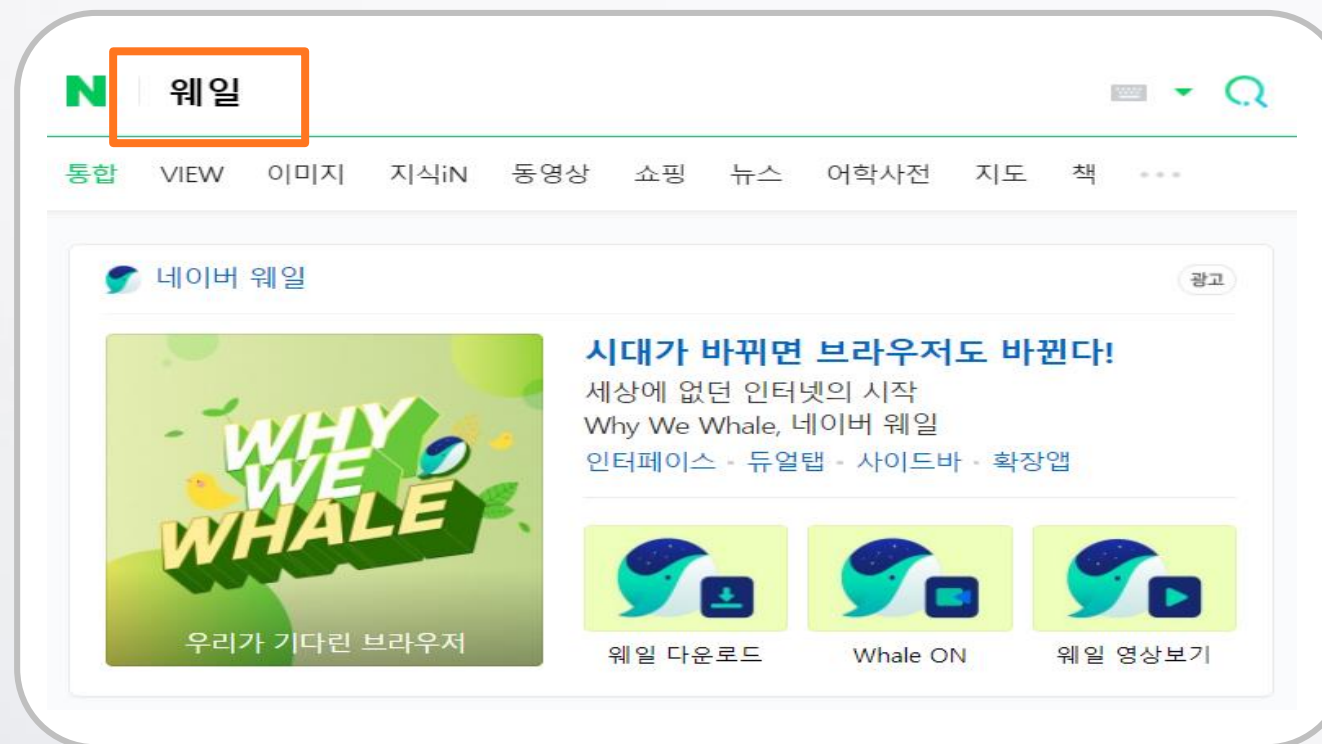 N 웨일
통합 VIEW 이미지 지식iN 동영상 쇼핑 뉴스 어학사전 지도 책
네이버 웨일
광고
WHY
WE
WHALE
우리가 기다린 브라우저
시대가 바뀌면 브라우저도 바뀐다!
세상에 없던 인터넷의 시작
Why We Whale, 네이버 웨일
인터페이스 - 듀얼탭 - 사이드바 - 확장앱
웨일 다운로드
Whale ON
웨일 영상보기